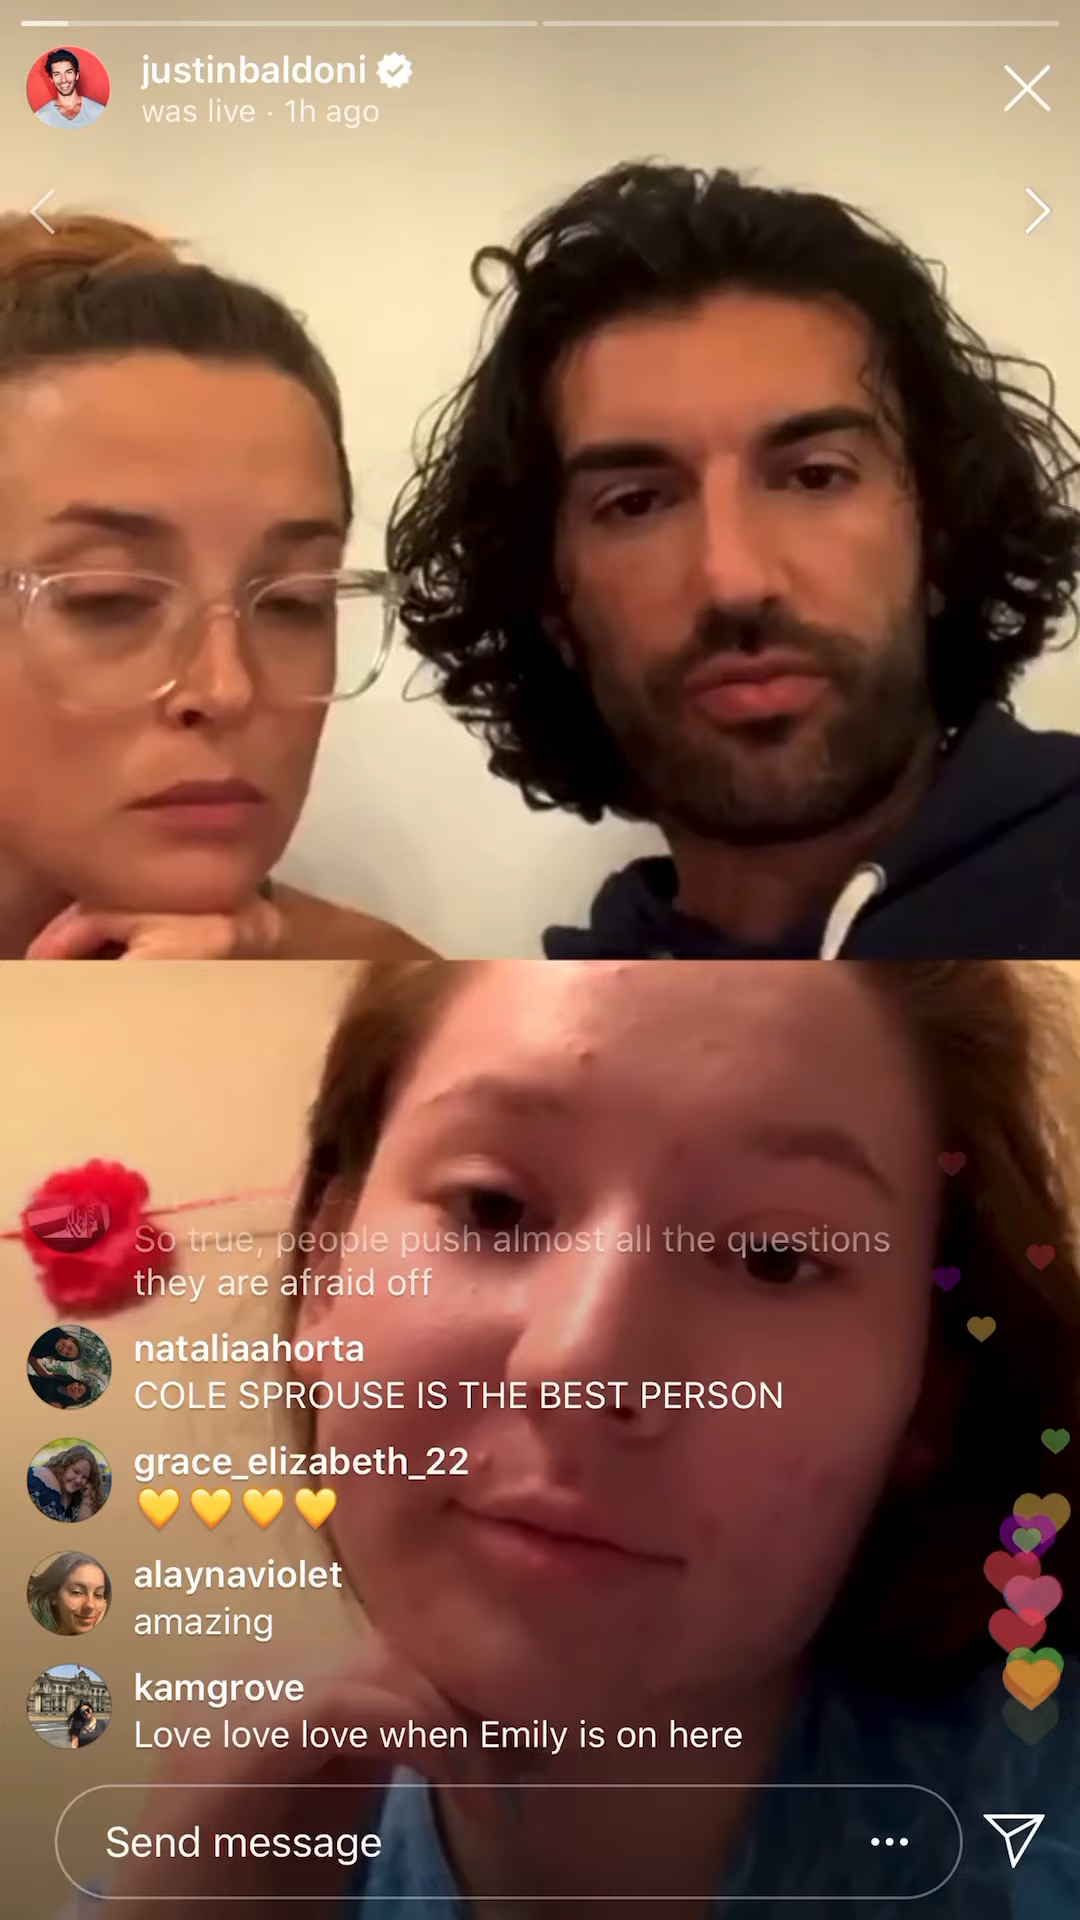 justinbaldoni
was live · 1h ago
So true, people push almost all the questions
they are afraid off
nataliaahorta
COLE SPROUSE IS THE BEST PERSON
grace_elizabeth_22
💛💛💛💛
alaynaviolet
amazing
kamgrove
Love love love when Emily is on here
Send message